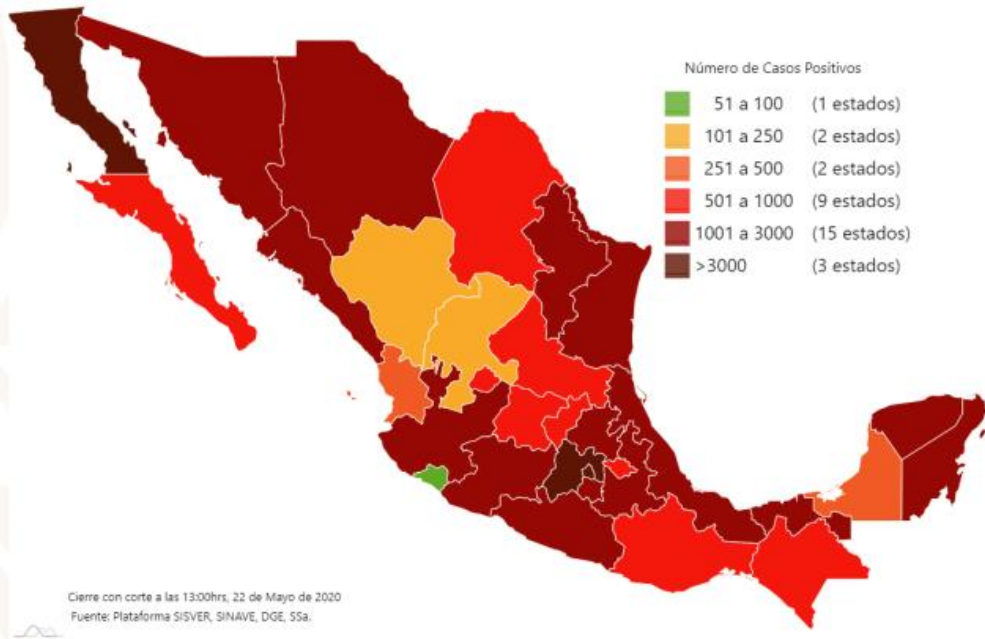 Número de Casos Positivos
51 a 100 (1 estados)
101 a 250 (2 estados)
251 a 500 (2 estados)
501 a 1000 (9 estados)
1001 a 3000 (15 estados)
>3000 (3 estados)
Cierre con corte a las 13:00hrs, 22 de Mayo de 2020
Fuente: Plataforma SISVER, SINAVE, DGE, SSa.